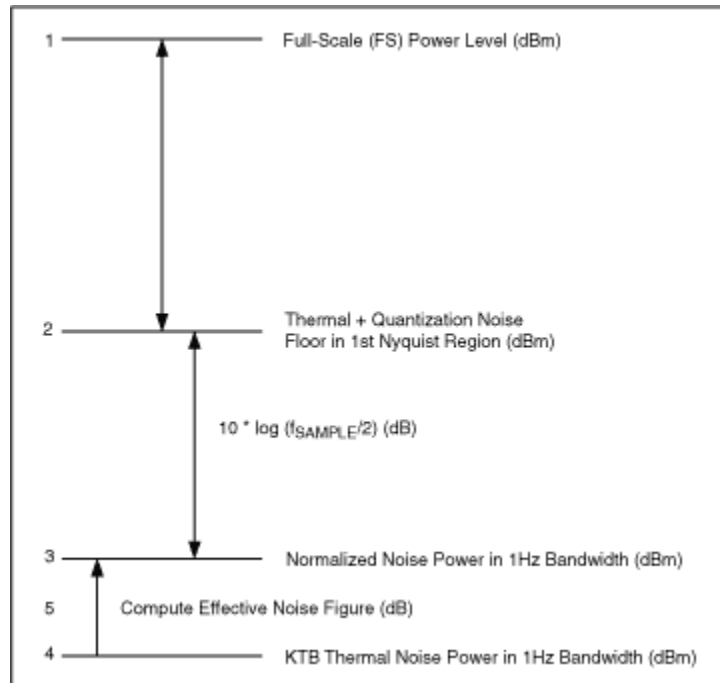 1 Full-Scale (FS) Power Level (dBm)
2 Thermal + Quantization Noise
Floor in 1st Nyquist Region (dBm)
10 * log (fSAMPLE/2) (dB)
3 Normalized Noise Power in 1Hz Bandwidth (dBm)
5 Compute Effective Noise Figure (dB)
4 KTB Thermal Noise Power in 1Hz Bandwidth (dBm)